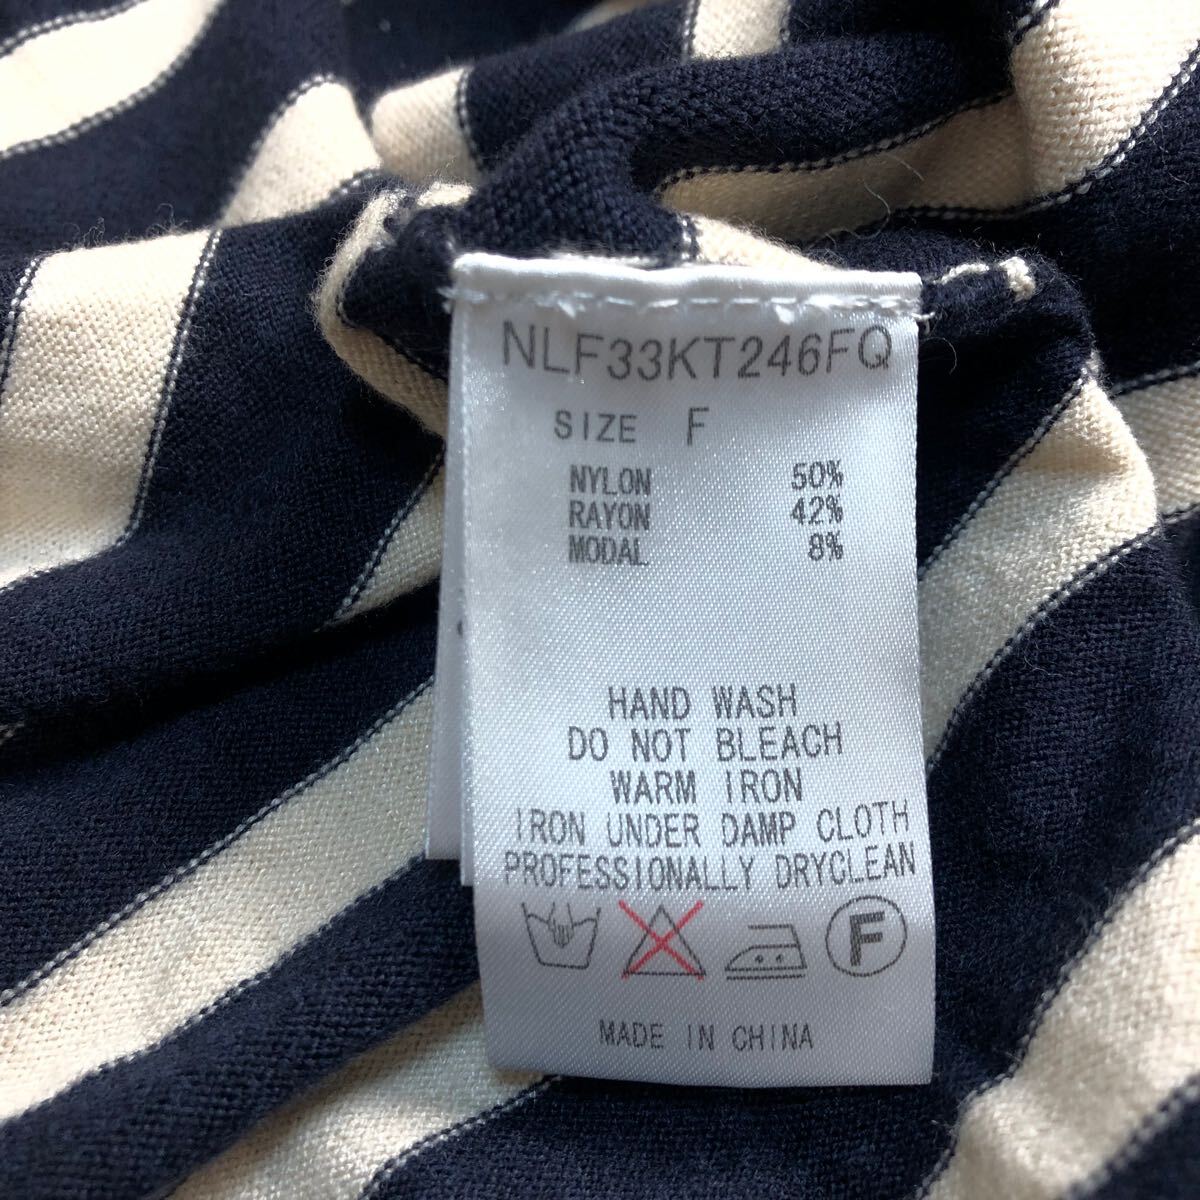 NLF33KT246FQ
SIZE F
NYLON 50%
RAYON 42%
MODAL 8%
HAND WASH
DO NOT BLEACH
WARM IRON
IRON UNDER DAMP CLOTH
PROFESSIONALLY DRYCLEAN
F
MADE IN CHINA